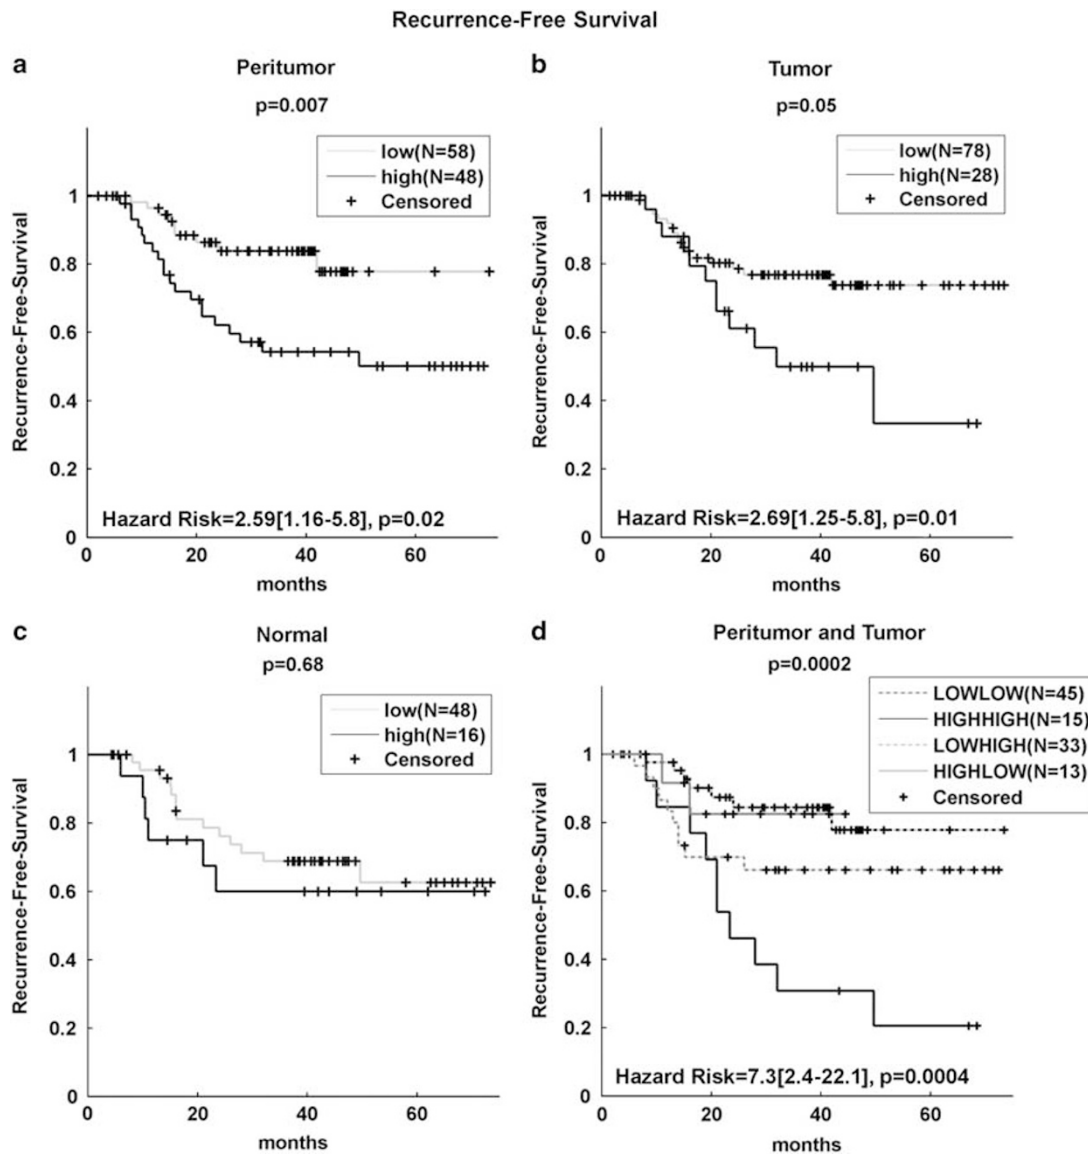 Recurrence-Free Survival
a
Peritumor
p=0.007
low(N=58)
high(N=48)
Censored
Recurrence-Free-Survival
1
0.8
0.6
0.4
0.2
0
Hazard Risk=2.59[1.16-5.8], p=0.02
0 20 40 60
months
b
Tumor
p=0.05
low(N=78)
high(N=28)
Censored
Recurrence-Free-Survival
1
0.8
0.6
0.4
0.2
0
Hazard Risk=2.69[1.25-5.8], p=0.01
0 20 40 60
months
c
Normal
p=0.68
low(N=48)
high(N=16)
Censored
Recurrence-Free-Survival
1
0.8
0.6
0.4
0.2
0
0 20 40 60
months
d
Peritumor and Tumor
p=0.0002
LOWLOW(N=45)
HIGHHIGH(N=15)
LOWHIGH(N=33)
HIGHLOW(N=13)
Censored
Recurrence-Free-Survival
1
0.8
0.6
0.4
0.2
0
Hazard Risk=7.3[2.4-22.1], p=0.0004
0 20 40 60
months